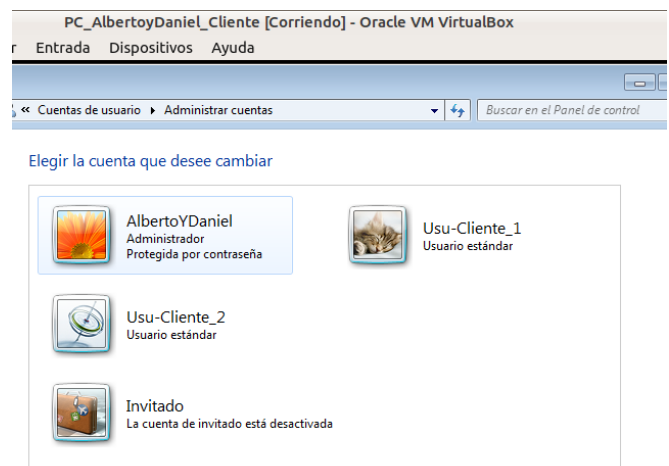 PC_AlbertoyDaniel_Cliente [Corriendo] - Oracle VM VirtualBox
r Entrada Dispositivos Ayuda
« Cuentas de usuario ▸ Administrar cuentas
Buscar en el Panel de control
Elegir la cuenta que desee cambiar
AlbertoYDaniel
Administrador
Protegida por contraseña
Usu-Cliente_1
Usuario estándar
Usu-Cliente_2
Usuario estándar
Invitado
La cuenta de invitado está desactivada